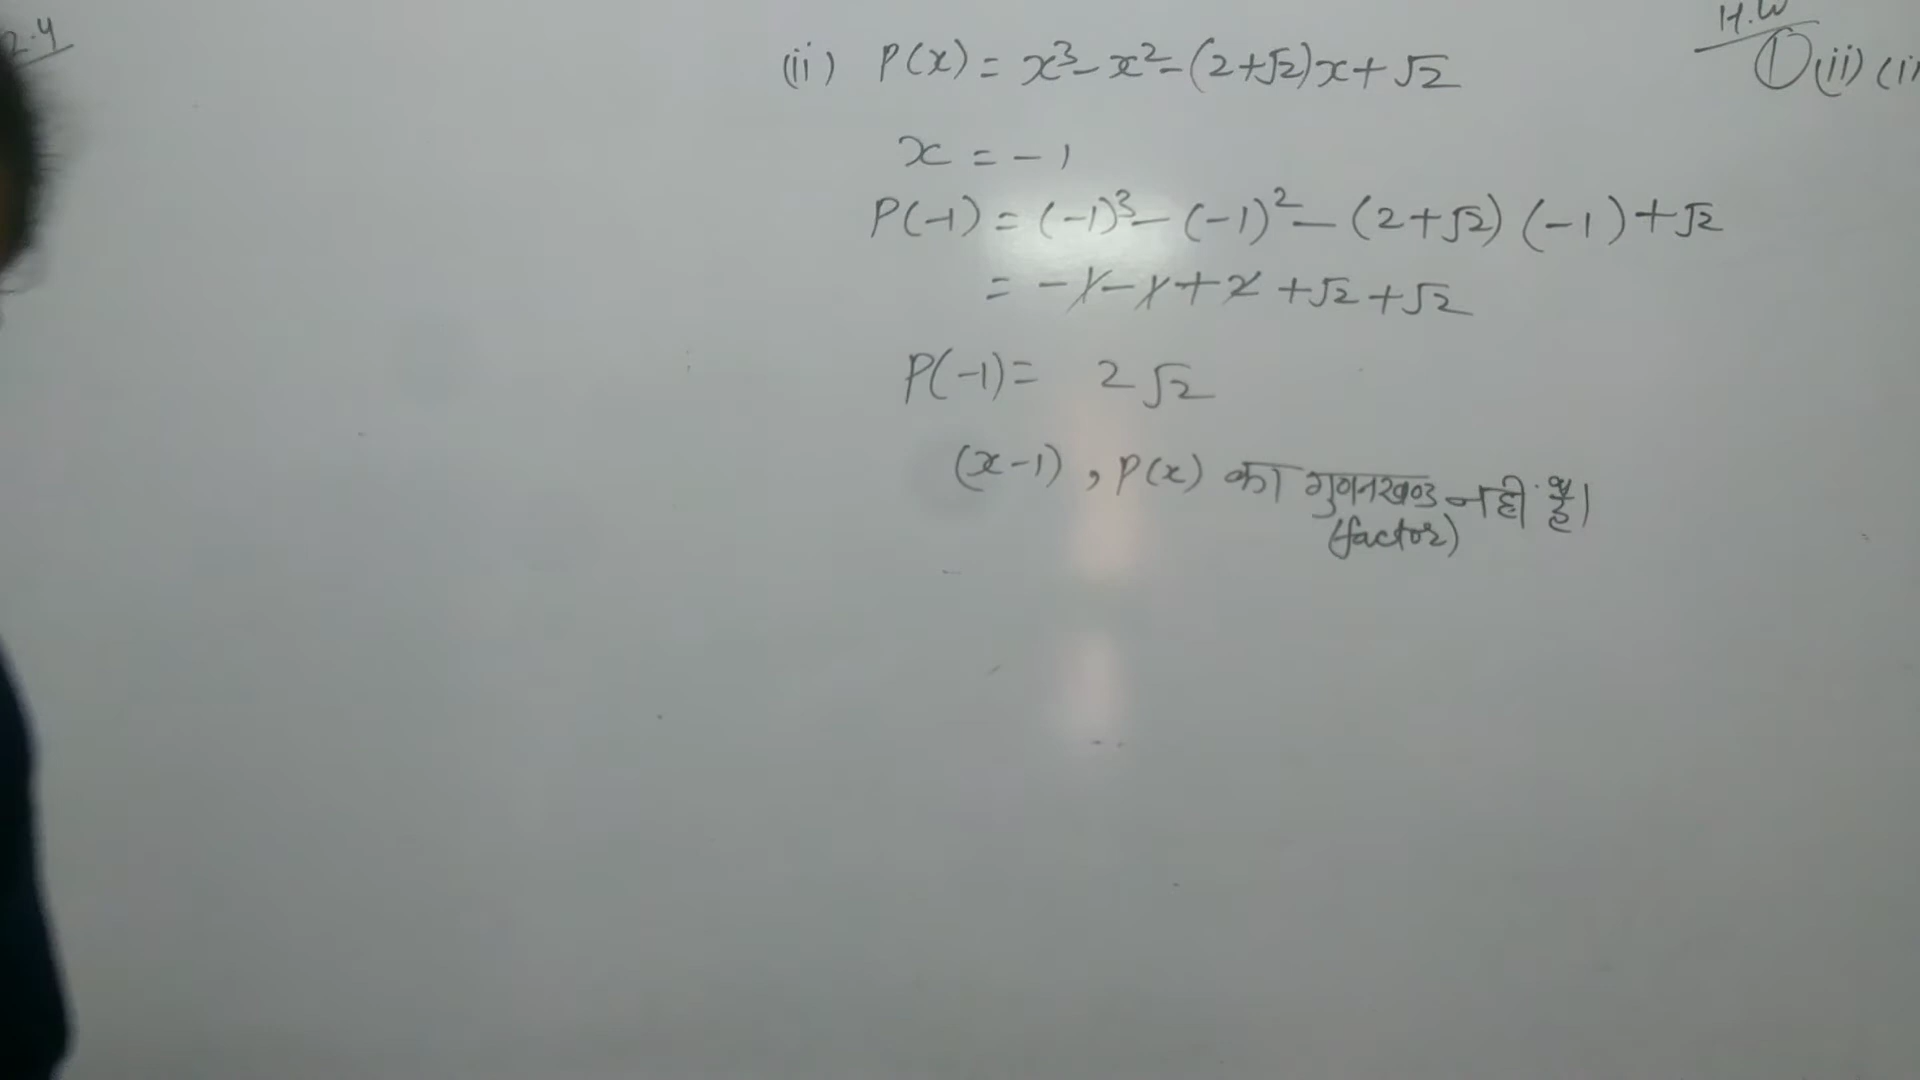 2.4
H.W
(ii) P(x) = x³ - x² - (2+√2)x + √2
① (ii) (i
x = -1
P(-1) = (-1)³ - (-1)² - (2+√2) (-1) + √2
= -1 - 1 + 2 + √2 + √2
P(-1) = 2√2
(x-1), P(x) का गुणनखण्ड नहीं है।
(factor)